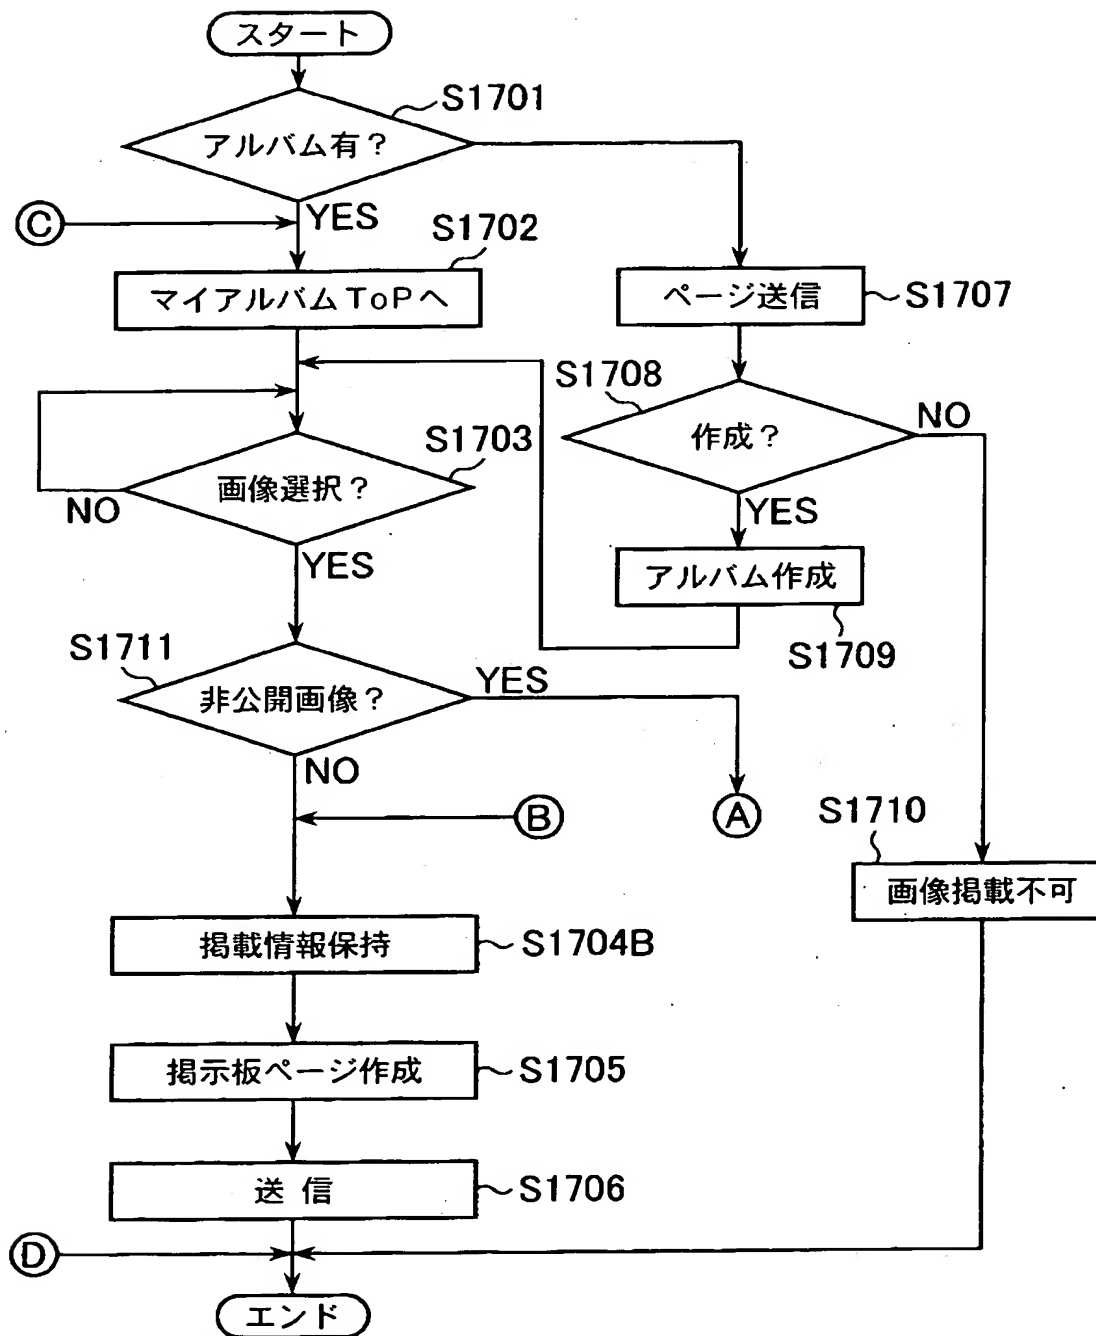 スタート
S1701
アルバム有?
C
YES
S1702
マイアルバムToPへ
ページ送信
S1707
S1708
作成?
NO
S1703
画像選択?
NO
YES
YES
アルバム作成
S1709
S1711
非公開画像?
YES
NO
B
A
S1710
画像掲載不可
掲載情報保持
S1704B
掲示板ページ作成
S1705
送信
S1706
D
エンド